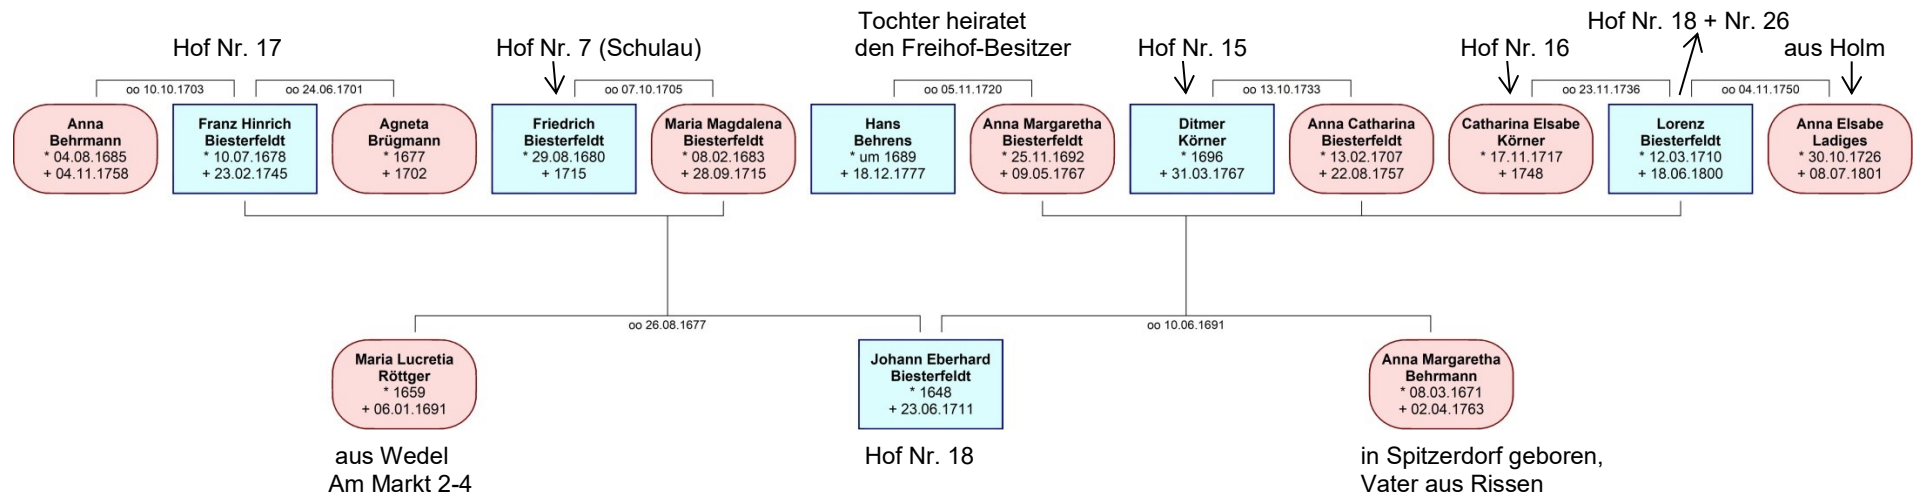 Tochter heiratet
Hof Nr. 18 + Nr. 26
Hof Nr. 17
Hof Nr. 7 (Schulau)
den Freihof-Besitzer
Hof Nr. 15
Hof Nr. 16
aus Holm
oo 10.10.1703
oo 24.06.1701
oo 07.10.1705
oo 05.11.1720
oo 13.10.1733
oo 23.11.1736
oo 04.11.1750
Anna
Behrmann
* 04.08.1685
+ 04.11.1758
Franz Hinrich
Biesterfeldt
* 10.07.1678
+ 23.02.1745
Agneta
Brügmann
* 1677
+ 1702
Friedrich
Biesterfeldt
* 29.08.1680
+ 1715
Maria Magdalena
Biesterfeldt
* 08.02.1683
+ 28.09.1715
Hans
Behrens
* um 1689
+ 18.12.1777
Anna Margaretha
Biesterfeldt
* 25.11.1692
+ 09.05.1767
Ditmer
Körner
* 1696
+ 31.03.1767
Anna Catharina
Biesterfeldt
* 13.02.1707
+ 22.08.1757
Catharina Elsabe
Körner
* 17.11.1717
+ 1748
Lorenz
Biesterfeldt
* 12.03.1710
+ 18.06.1800
Anna Elsabe
Ladiges
* 30.10.1726
+ 08.07.1801
oo 26.08.1677
oo 10.06.1691
Maria Lucretia
Röttger
* 1659
+ 06.01.1691
Johann Eberhard
Biesterfeldt
* 1648
+ 23.06.1711
Anna Margaretha
Behrmann
* 08.03.1671
+ 02.04.1763
aus Wedel
Am Markt 2-4
Hof Nr. 18
in Spitzerdorf geboren,
Vater aus Rissen